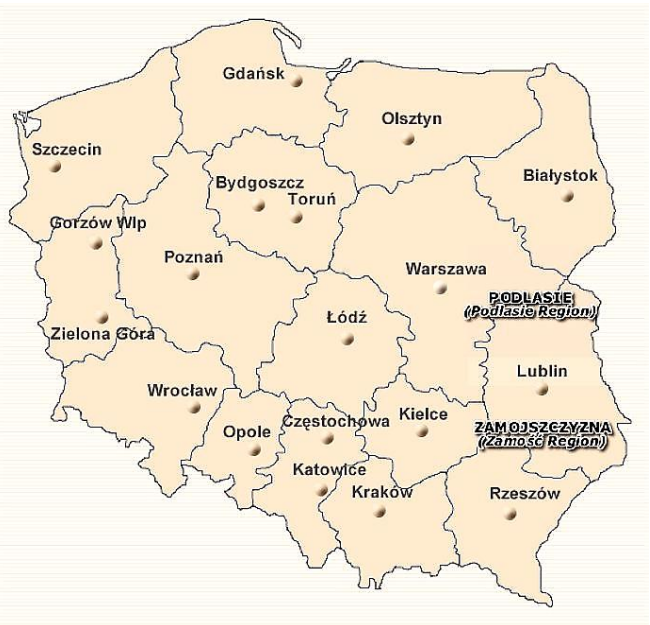 Gdańsk
Olsztyn
Szczecin
Białystok
Bydgoszcz
Toruń
Gorzów Wlp
Poznań
Warszawa
PODLASIE
(Podlasie Region)
Łódź
Zielona Góra
Lublin
Wrocław
Kielce
Częstochowa
Opole
ZAMOJSZCZYZNA
(Zamość Region)
Katowice
Kraków
Rzeszów